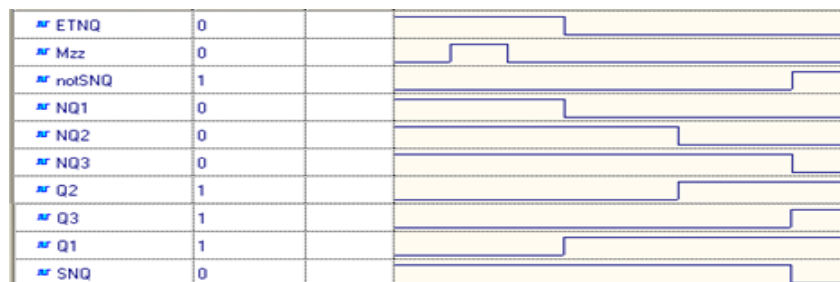 ETNQ 0
Mzz 0
notSNQ 1
NQ1 0
NQ2 0
NQ3 0
Q2 1
Q3 1
Q1 1
SNQ 0